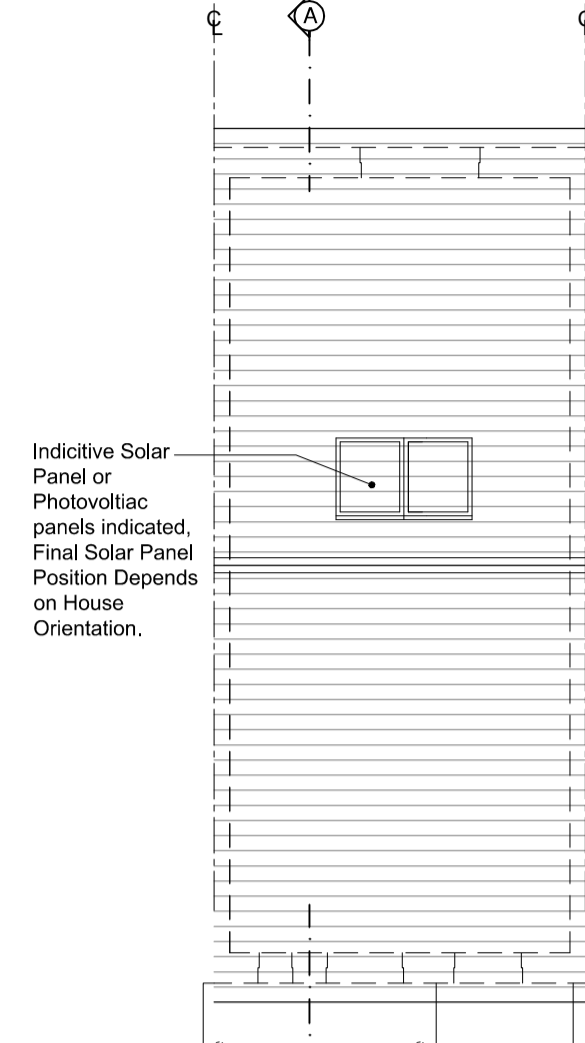 ℄ A
Indicitive Solar
Panel or
Photovoltiac
panels indicated,
Final Solar Panel
Position Depends
on House
Orientation.